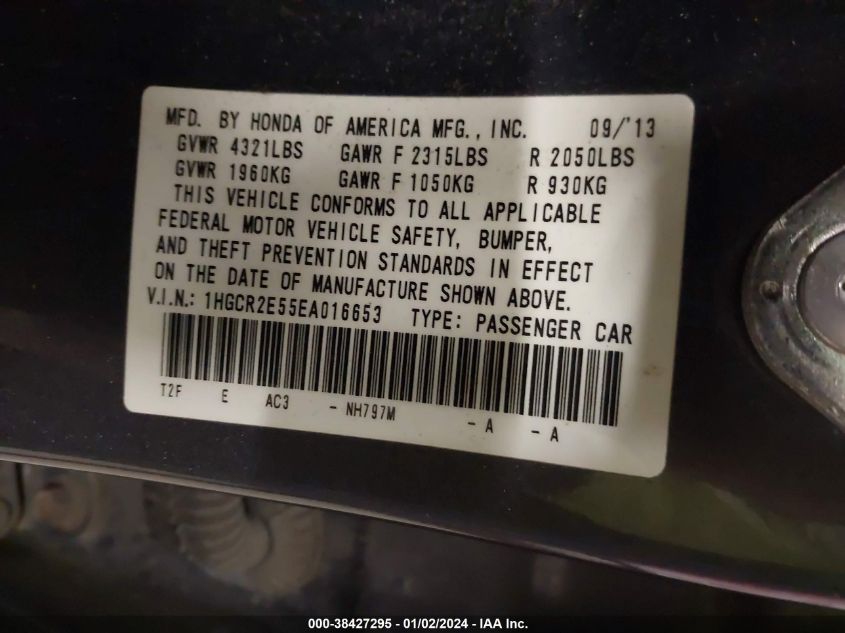 MFD. BY HONDA OF AMERICA MFG., INC. 09/'13
GVWR 4321LBS GAWR F 2315LBS R 2050LBS
GVWR 1960KG GAWR F 1050KG R 930KG
THIS VEHICLE CONFORMS TO ALL APPLICABLE
FEDERAL MOTOR VEHICLE SAFETY, BUMPER,
AND THEFT PREVENTION STANDARDS IN EFFECT
ON THE DATE OF MANUFACTURE SHOWN ABOVE.
V.I.N.: 1HGCR2E55EA016653 TYPE: PASSENGER CAR
T2F E AC3 - NH797M - A - A
000-38427295 - 01/02/2024 - IAA Inc.